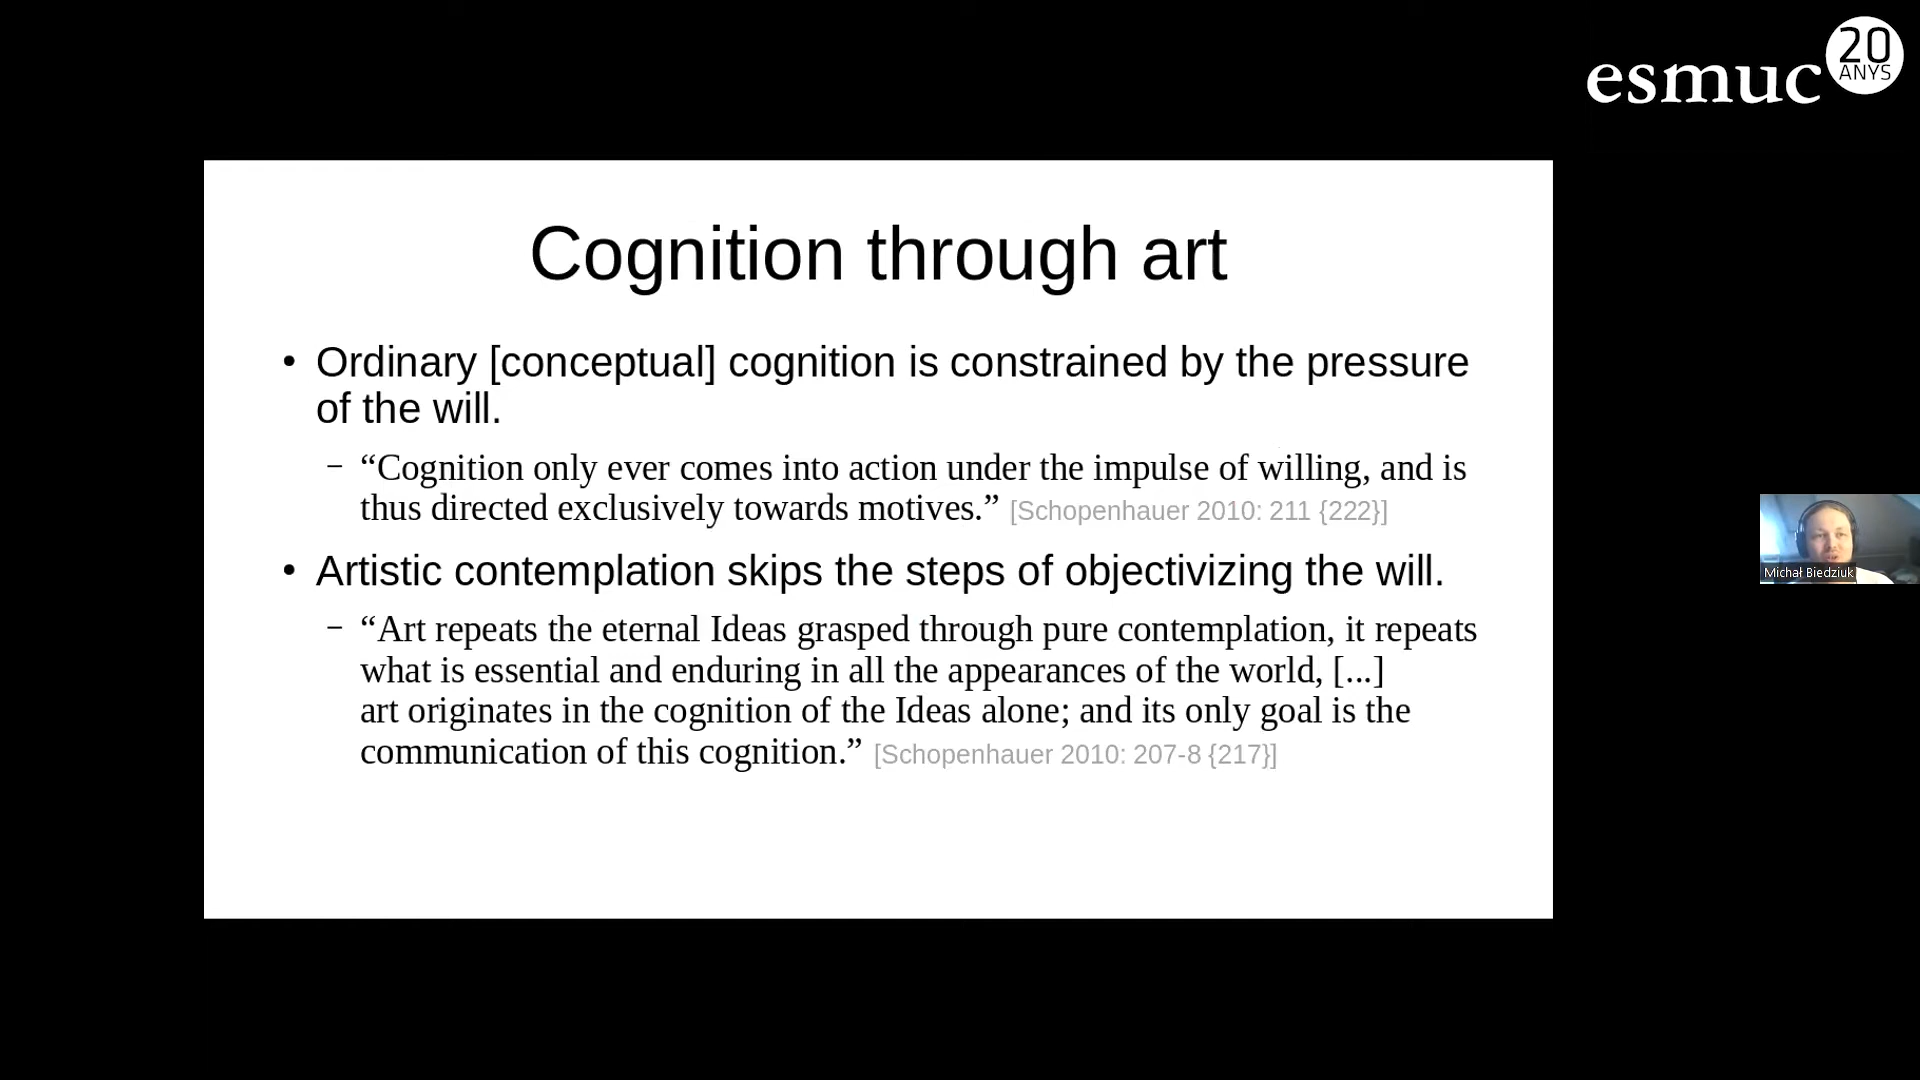 esmuc
20
ANYS
Cognition through art
• Ordinary [conceptual] cognition is constrained by the pressure
of the will.
– “Cognition only ever comes into action under the impulse of willing, and is
thus directed exclusively towards motives.” [Schopenhauer 2010: 211 {222}]
• Artistic contemplation skips the steps of objectivizing the will.
– “Art repeats the eternal Ideas grasped through pure contemplation, it repeats
what is essential and enduring in all the appearances of the world, [...]
art originates in the cognition of the Ideas alone; and its only goal is the
communication of this cognition.” [Schopenhauer 2010: 207-8 {217}]
Michał Biedziuk